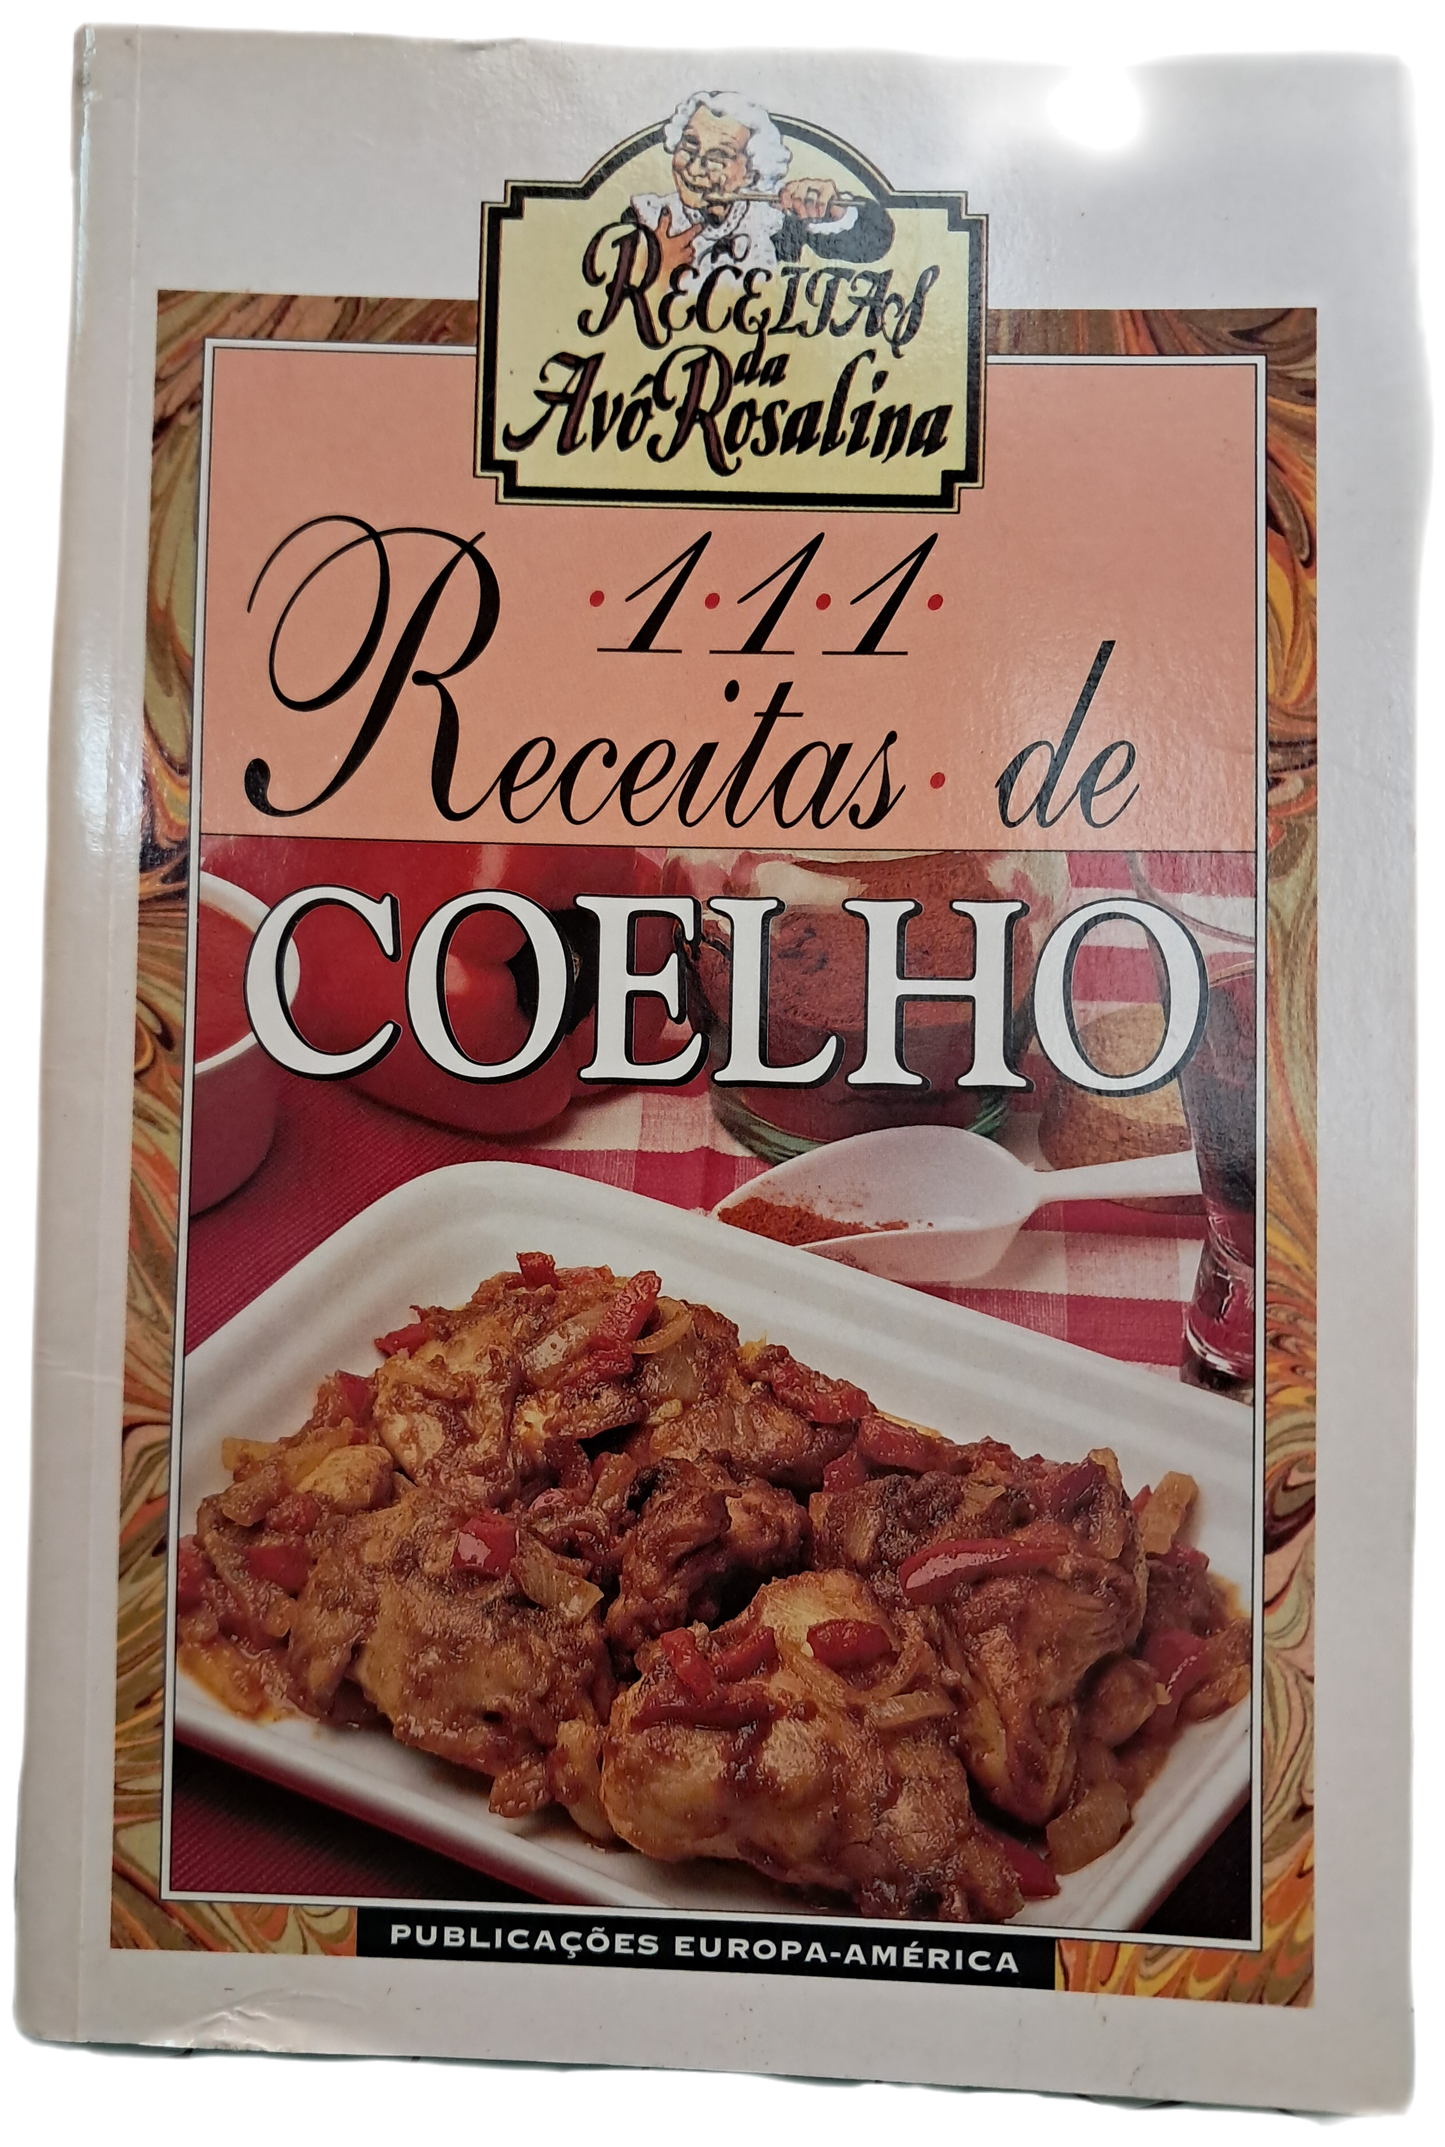 RECEITAS
da
Avó Rosalina
·1·1·1·
Receitas · de
COELHO
PUBLICAÇÕES EUROPA-AMÉRICA